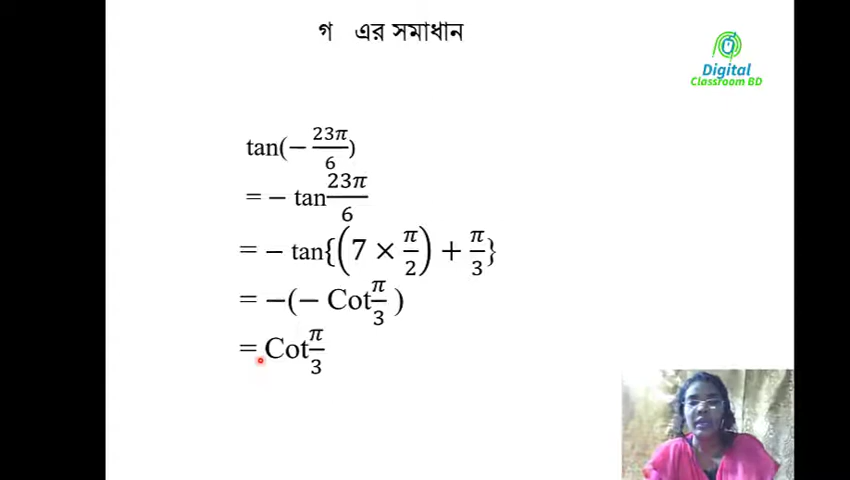 গ এর সমাধান
Digital
Classroom BD
tan(−23π/6)
= − tan 23π/6
= − tan{(7 × π/2) + π/3}
= −(− Cot π/3 )
= Cot π/3